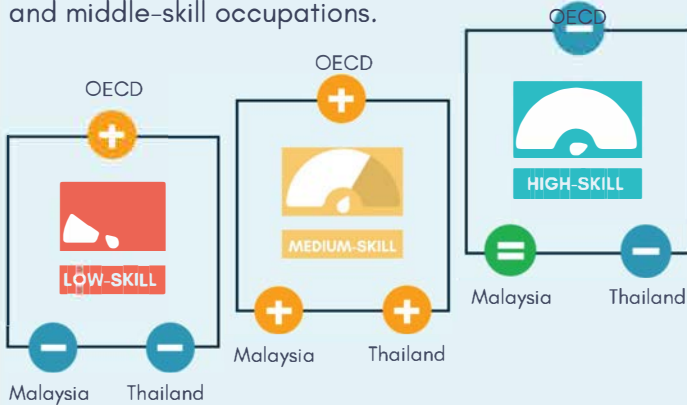 and middle-skill occupations.
OECD
LOW-SKILL
Malaysia Thailand
OECD
MEDIUM-SKILL
Malaysia Thailand
OECD
HIGH-SKILL
Malaysia Thailand